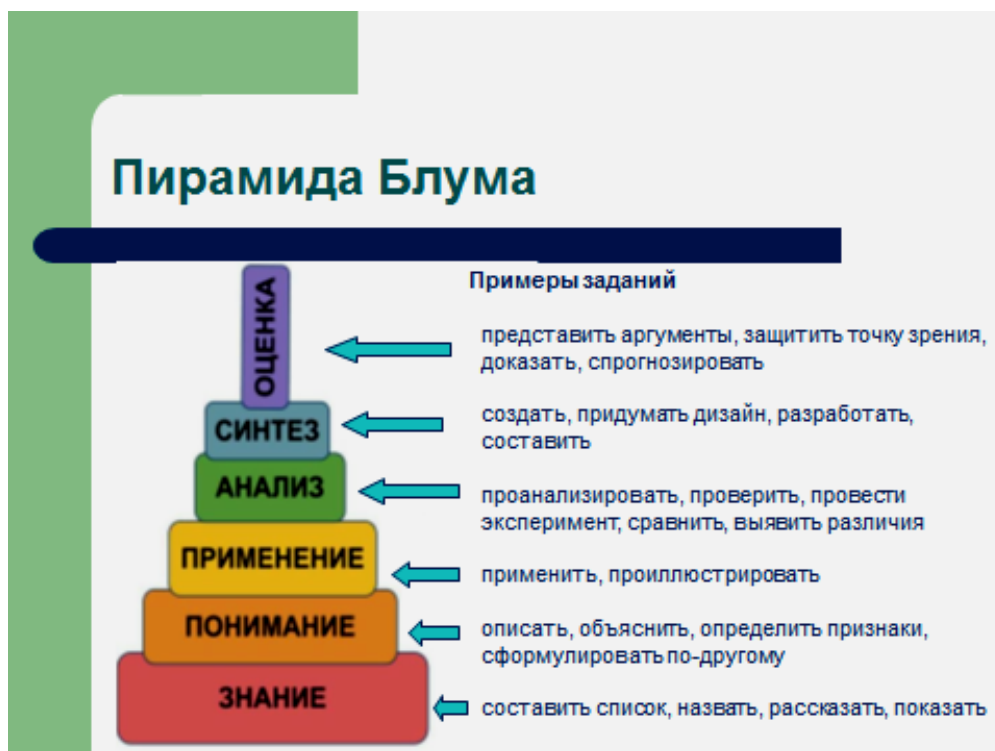 Пирамида Блума
Примеры заданий
ОЦЕНКА
представить аргументы, защитить точку зрения,
доказать, спрогнозировать
СИНТЕЗ
создать, придумать дизайн, разработать,
составить
АНАЛИЗ
проанализировать, проверить, провести
эксперимент, сравнить, выявить различия
ПРИМЕНЕНИЕ
применить, проиллюстрировать
ПОНИМАНИЕ
описать, объяснить, определить признаки,
сформулировать по-другому
ЗНАНИЕ
составить список, назвать, рассказать, показать